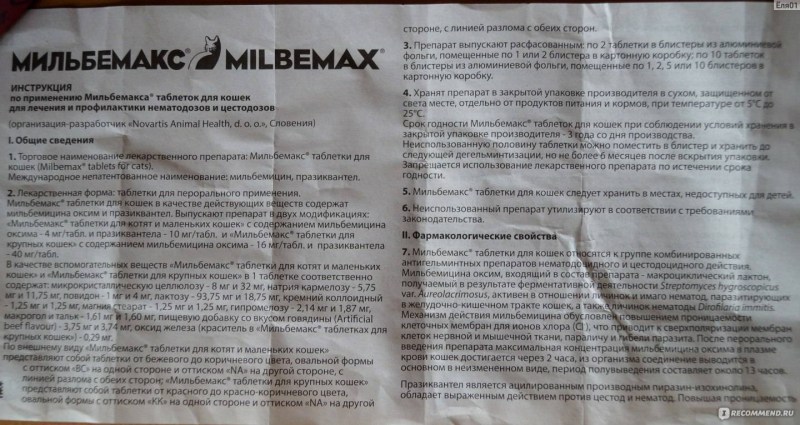 МИЛЬБЕМАКС® MILBEMAX®
ИНСТРУКЦИЯ
по применению Мильбемакса® таблеток для кошек
для лечения и профилактики нематодозов и цестодозов
(организация-разработчик «Novartis Animal Health, d. o. o.», Словения)
I. Общие сведения
1. Торговое наименование лекарственного препарата: Мильбемакс® таблетки для
кошек (Milbemax® tablets for cats).
Международное непатентованное наименование: мильбемицин, празиквантел.
2. Лекарственная форма: таблетки для перорального применения.
Мильбемакс® таблетки для кошек в качестве действующих веществ содержат
мильбемицина оксим и празиквантел. Выпускают препарат в двух модификациях:
«Мильбемакс® таблетки для котят и маленьких кошек» с содержанием мильбемицина
оксима - 4 мг/табл. и празиквантела - 10 мг/табл. и «Мильбемакс® таблетки для
крупных кошек» с содержанием мильбемицина оксима - 16 мг/табл. и празиквантела
- 40 мг/табл.
В качестве вспомогательных веществ «Мильбемакс® таблетки для котят и маленьких
кошек» и «Мильбемакс® таблетки для крупных кошек» в 1 таблетке соответственно
содержат: микрокристаллическую целлюлозу - 8 мг и 32 мг, натрия кармелозу - 5,75
мг и 11,75 мг, повидон - 1 мг и 4 мг, лактозу - 93,75 и 18,75 мг, кремний коллоидный
- 1,25 мг и 1,25 мг, магния стеарат - 1,25 мг и 1,25 мг, гипромелозу - 2,14 мг и 1,87 мг,
макрогол и тальк - 1,61 мг и 1,60 мг, пищевую добавку со вкусом говядины (Artificial
beef flavour) - 3,75 мг и 3,74 мг, оксид железа (краситель в «Мильбемакс® таблетках для
крупных кошек») - 0,29 мг.
По внешнему виду «Мильбемакс® таблетки для котят и маленьких кошек»
представляют собой таблетки от бежевого до коричневого цвета, овальной формы
с оттиском «BC» на одной стороне и оттиском «NA» на другой стороне, с
линией разлома с обеих сторон; «Мильбемакс® таблетки для крупных кошек»
представляют собой таблетки от красного до красно-коричневого цвета,
овальной формы с оттиском «KK» на одной стороне и оттиском «NA» на другой
стороне, с линией разлома с обеих сторон.
3. Препарат выпускают расфасованным: по 2 таблетки в блистеры из алюминиевой
фольги, помещенные по 1 или 2 блистера в картонную коробку; по 10 таблеток
в блистеры из алюминиевой фольги, помещенные по 1, 2, 5 или 10 блистеров в
картонную коробку.
4. Хранят препарат в закрытой упаковке производителя в сухом, защищенном от
света месте, отдельно от продуктов питания и кормов, при температуре от 5°С до
25°С.
Срок годности Мильбемакс® таблеток для кошек при соблюдении условий хранения в
закрытой упаковке производителя - 3 года со дня производства.
Неиспользованную половину таблетки можно поместить в блистер и хранить до
следующей дегельминтизации, но не более 6 месяцев после вскрытия упаковки.
Запрещается использование лекарственного препарата по истечении срока
годности.
5. Мильбемакс® таблетки для кошек следует хранить в местах, недоступных для детей.
6. Неиспользованный препарат утилизируют в соответствии с требованиями
законодательства.
II. Фармакологические свойства
7. Мильбемакс® таблетки для кошек относятся к группе комбинированных
антигельминтных препаратов нематодоцидного и цестодоцидного действия.
Мильбемицина оксим, входящий в состав препарата - макроциклический лактон,
получаемый в результате ферментативной деятельности Streptomyces hygroscopicus
var. Aureolacrimosus, активен в отношении личинок и имаго нематод, паразитирующих
в желудочно-кишечном тракте кошек, а также личинок нематоды Dirofilaria immitis.
Механизм действия мильбемицина обусловлен повышением проницаемости
клеточных мембран для ионов хлора (Cl⁻), что приводит к сверхполяризации мембран
клеток нервной и мышечной ткани, параличу и гибели паразита. После перорального
введения препарата максимальная концентрация мильбемицина оксима в плазме
крови кошек достигается через 2 часа, из организма соединение выводится в
основном в неизмененном виде, период полувыведения составляет около 13 часов.
Празиквантел является ацилированным производным пиразин-изохинолина,
обладает выраженным действием против цестод и нематод. Повышая проницаемость
Еля01
IRECOMMEND.RU